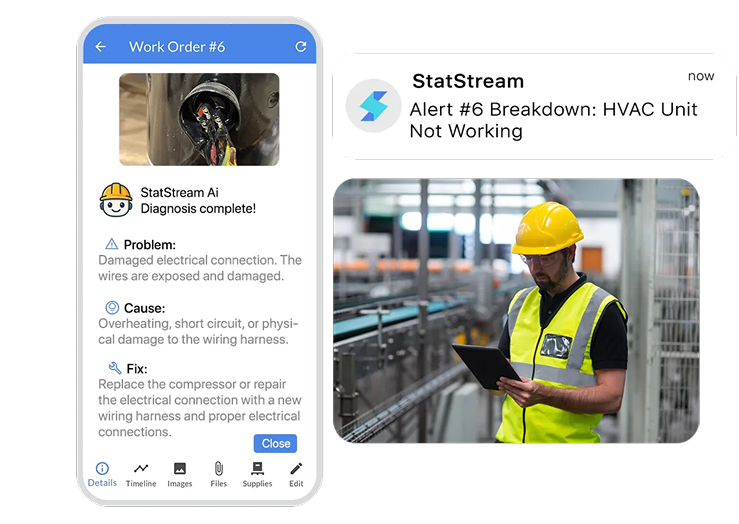 Work Order #6
StatStream Ai
Diagnosis complete!
Problem:
Damaged electrical connection. The
wires are exposed and damaged.
Cause:
Overheating, short circuit, or physi-
cal damage to the wiring harness.
Fix:
Replace the compressor or repair
the electrical connection with a new
wiring harness and proper electrical
connections.
Close
Details Timeline Images Files Supplies Edit
StatStream now
Alert #6 Breakdown: HVAC Unit
Not Working